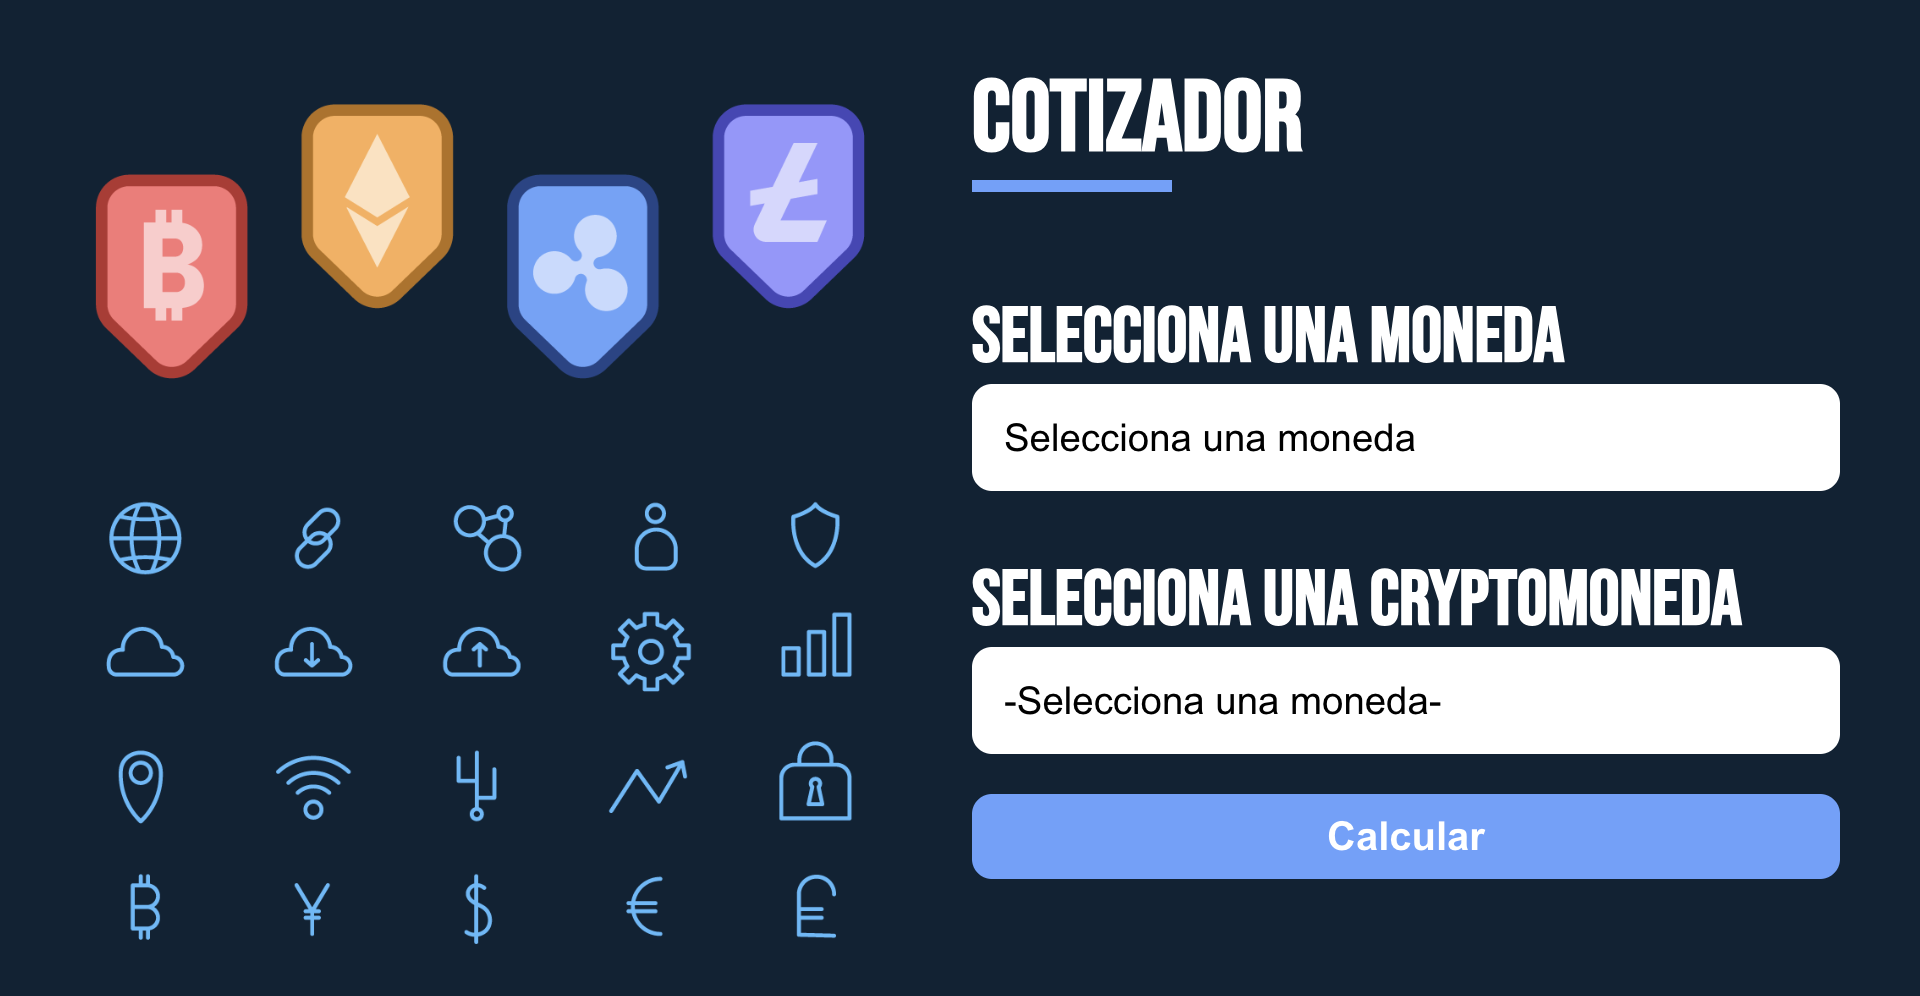 COTIZADOR
SELECCIONA UNA MONEDA
Selecciona una moneda
SELECCIONA UNA CRYPTOMONEDA
-Selecciona una moneda-
Calcular